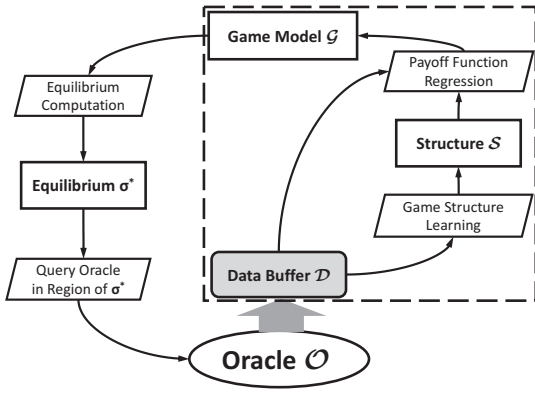 Game Model 𝒢
Payoff Function
Regression
Equilibrium
Computation
Structure 𝒮
Equilibrium σ*
Game Structure
Learning
Query Oracle
in Region of σ*
Data Buffer 𝒟
Oracle 𝒪